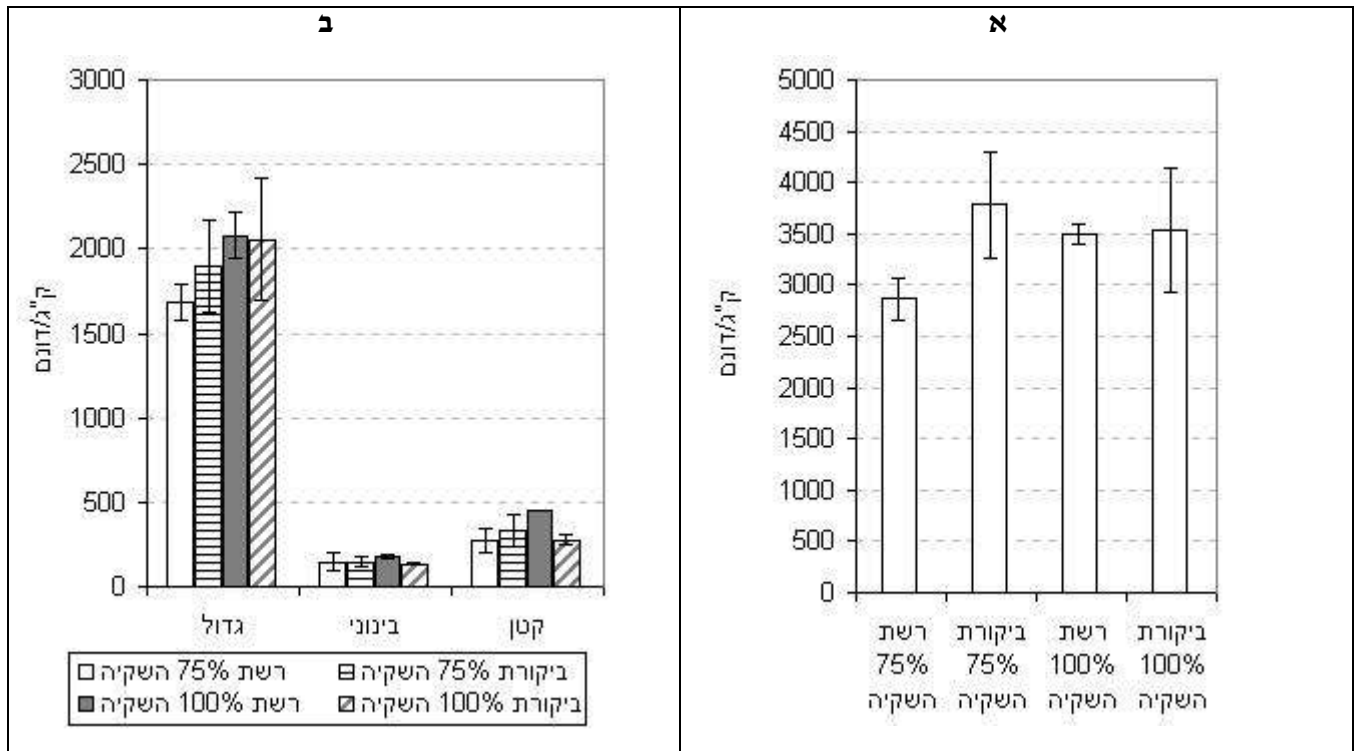 א
5000
4500
4000
3500
3000
2500
2000
1500
1000
500
0
ק"ג/דונם
רשת 75% השקיה
ביקורת 75% השקיה
רשת 100% השקיה
ביקורת 100% השקיה
ב
3000
2500
2000
1500
1000
500
0
ק"ג/דונם
גדול
בינוני
קטן
רשת 75% השקיה
ביקורת 75% השקיה
רשת 100% השקיה
ביקורת 100% השקיה